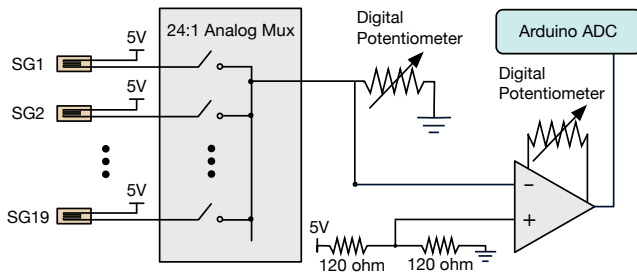 24:1 Analog Mux
Digital
Potentiometer
Arduino ADC
5V
SG1
5V
SG2
Digital
Potentiometer
5V
SG19
5V
120 ohm
120 ohm